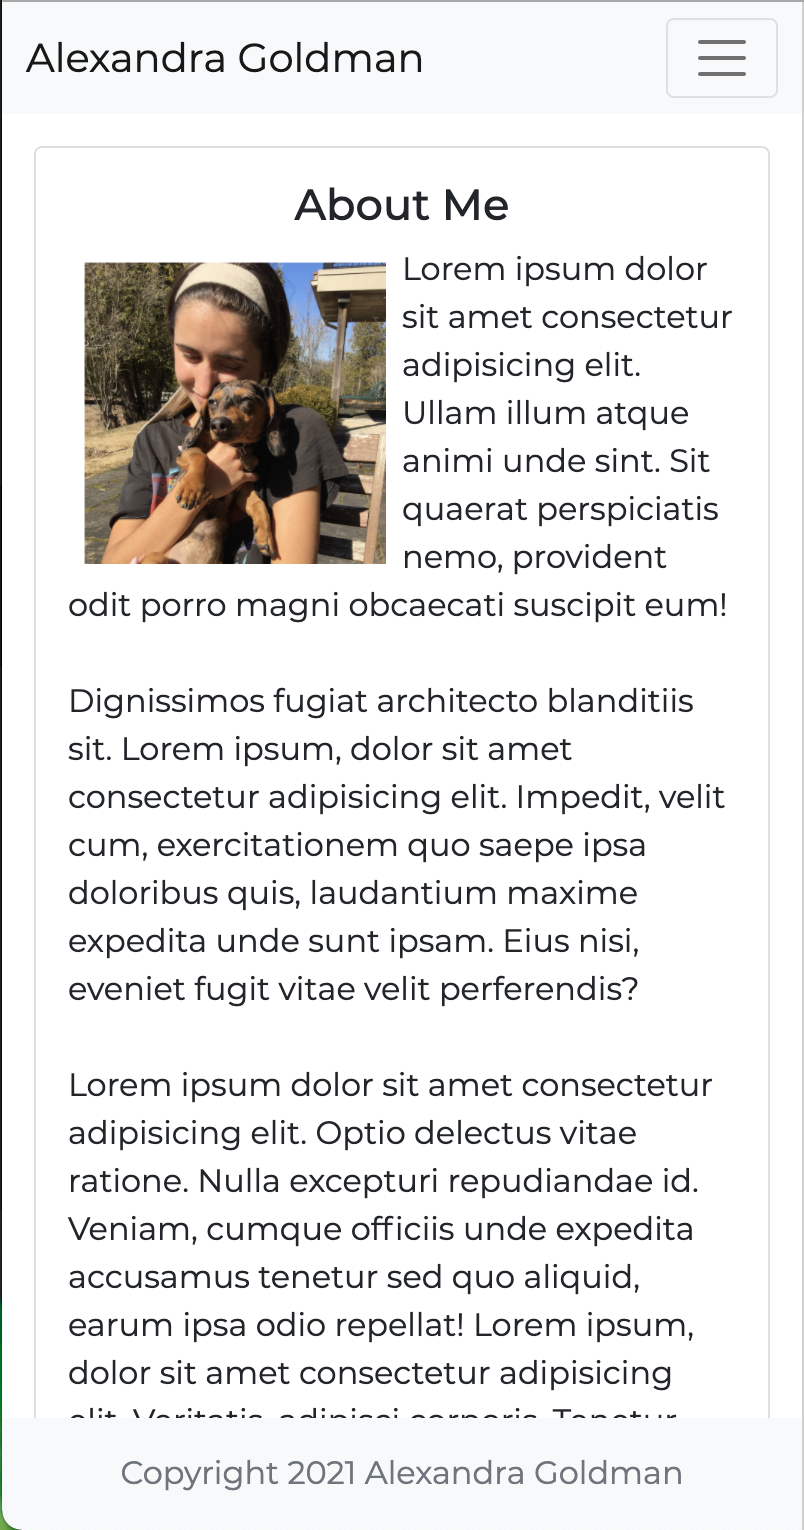 Alexandra Goldman
About Me
Lorem ipsum dolor
sit amet consectetur
adipisicing elit.
Ullam illum atque
animi unde sint. Sit
quaerat perspiciatis
nemo, provident
odit porro magni obcaecati suscipit eum!
Dignissimos fugiat architecto blanditiis
sit. Lorem ipsum, dolor sit amet
consectetur adipisicing elit. Impedit, velit
cum, exercitationem quo saepe ipsa
doloribus quis, laudantium maxime
expedita unde sunt ipsam. Eius nisi,
eveniet fugit vitae velit perferendis?
Lorem ipsum dolor sit amet consectetur
adipisicing elit. Optio delectus vitae
ratione. Nulla excepturi repudiandae id.
Veniam, cumque officiis unde expedita
accusamus tenetur sed quo aliquid,
earum ipsa odio repellat! Lorem ipsum,
dolor sit amet consectetur adipisicing
elit. Veritatis, adipisci corporis. Tenetur
Copyright 2021 Alexandra Goldman